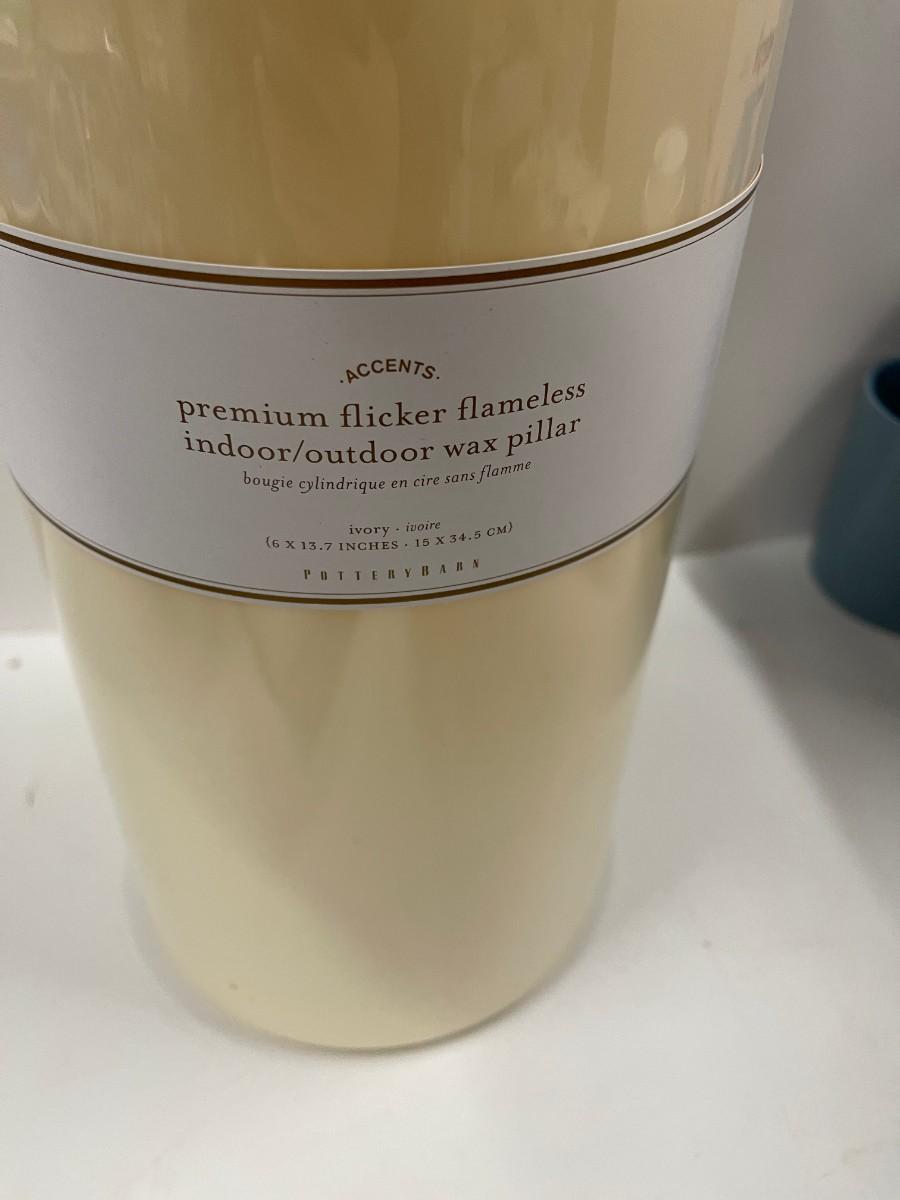 ·ACCENTS·
premium flicker flameless
indoor/outdoor wax pillar
bougie cylindrique en cire sans flamme
ivory · ivoire
(6 X 13.7 INCHES · 15 X 34.5 CM)
POTTERYBARN